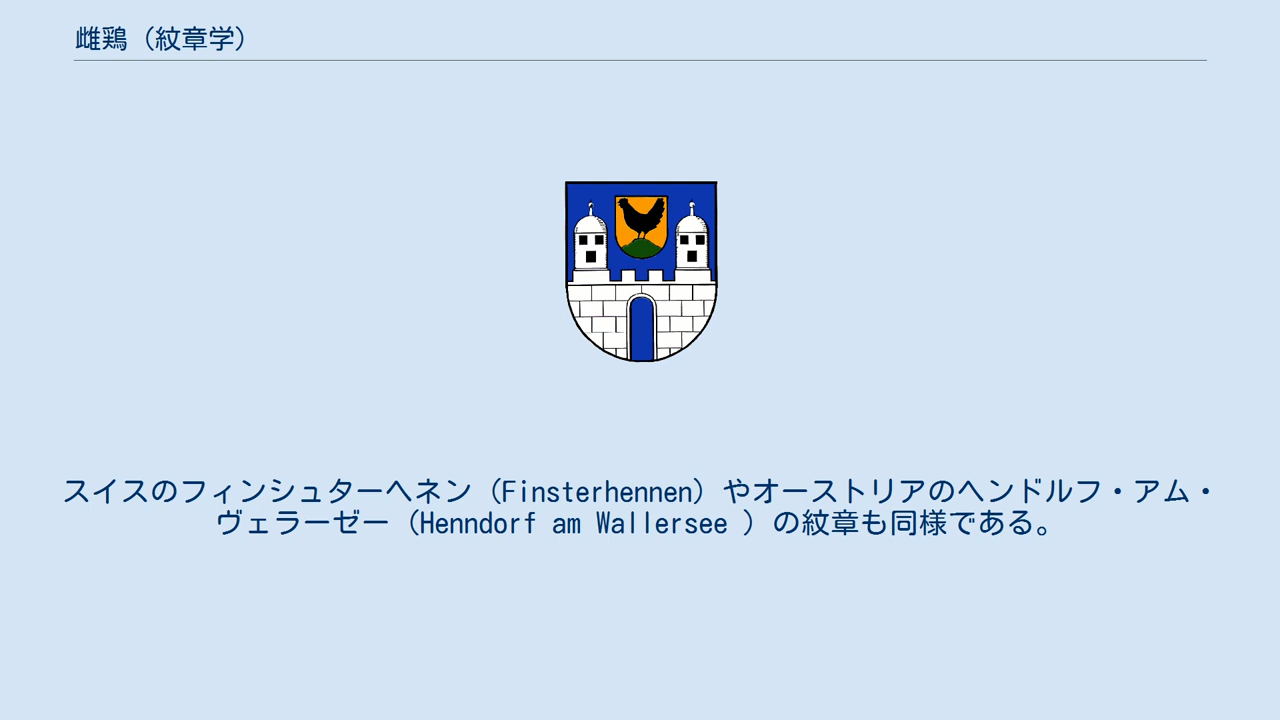 雌鶏（紋章学）
スイスのフィンシュターヘネン（Finsterhennen）やオーストリアのヘンドルフ・アム・
ヴェラーゼー（Henndorf am Wallersee ）の紋章も同様である。